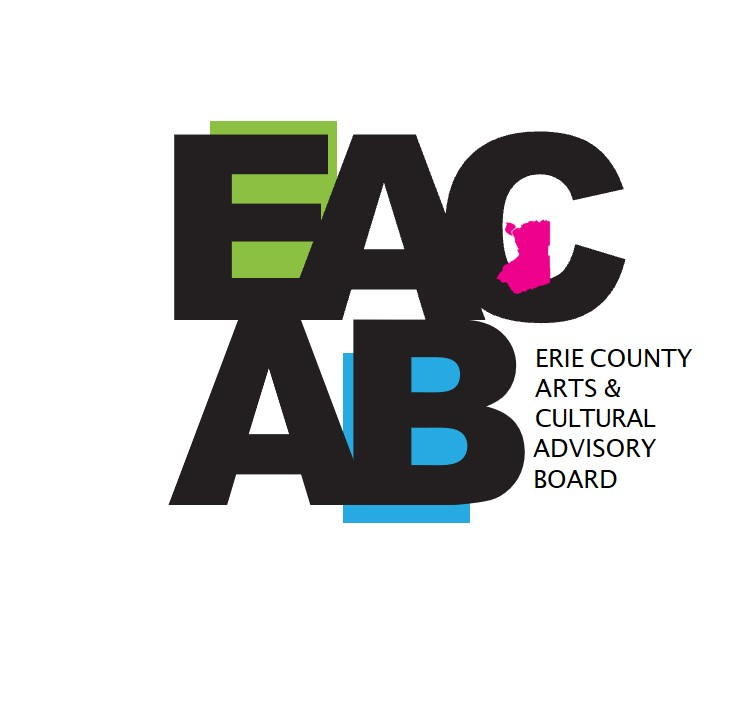 EAC
AB
ERIE COUNTY
ARTS &
CULTURAL
ADVISORY
BOARD